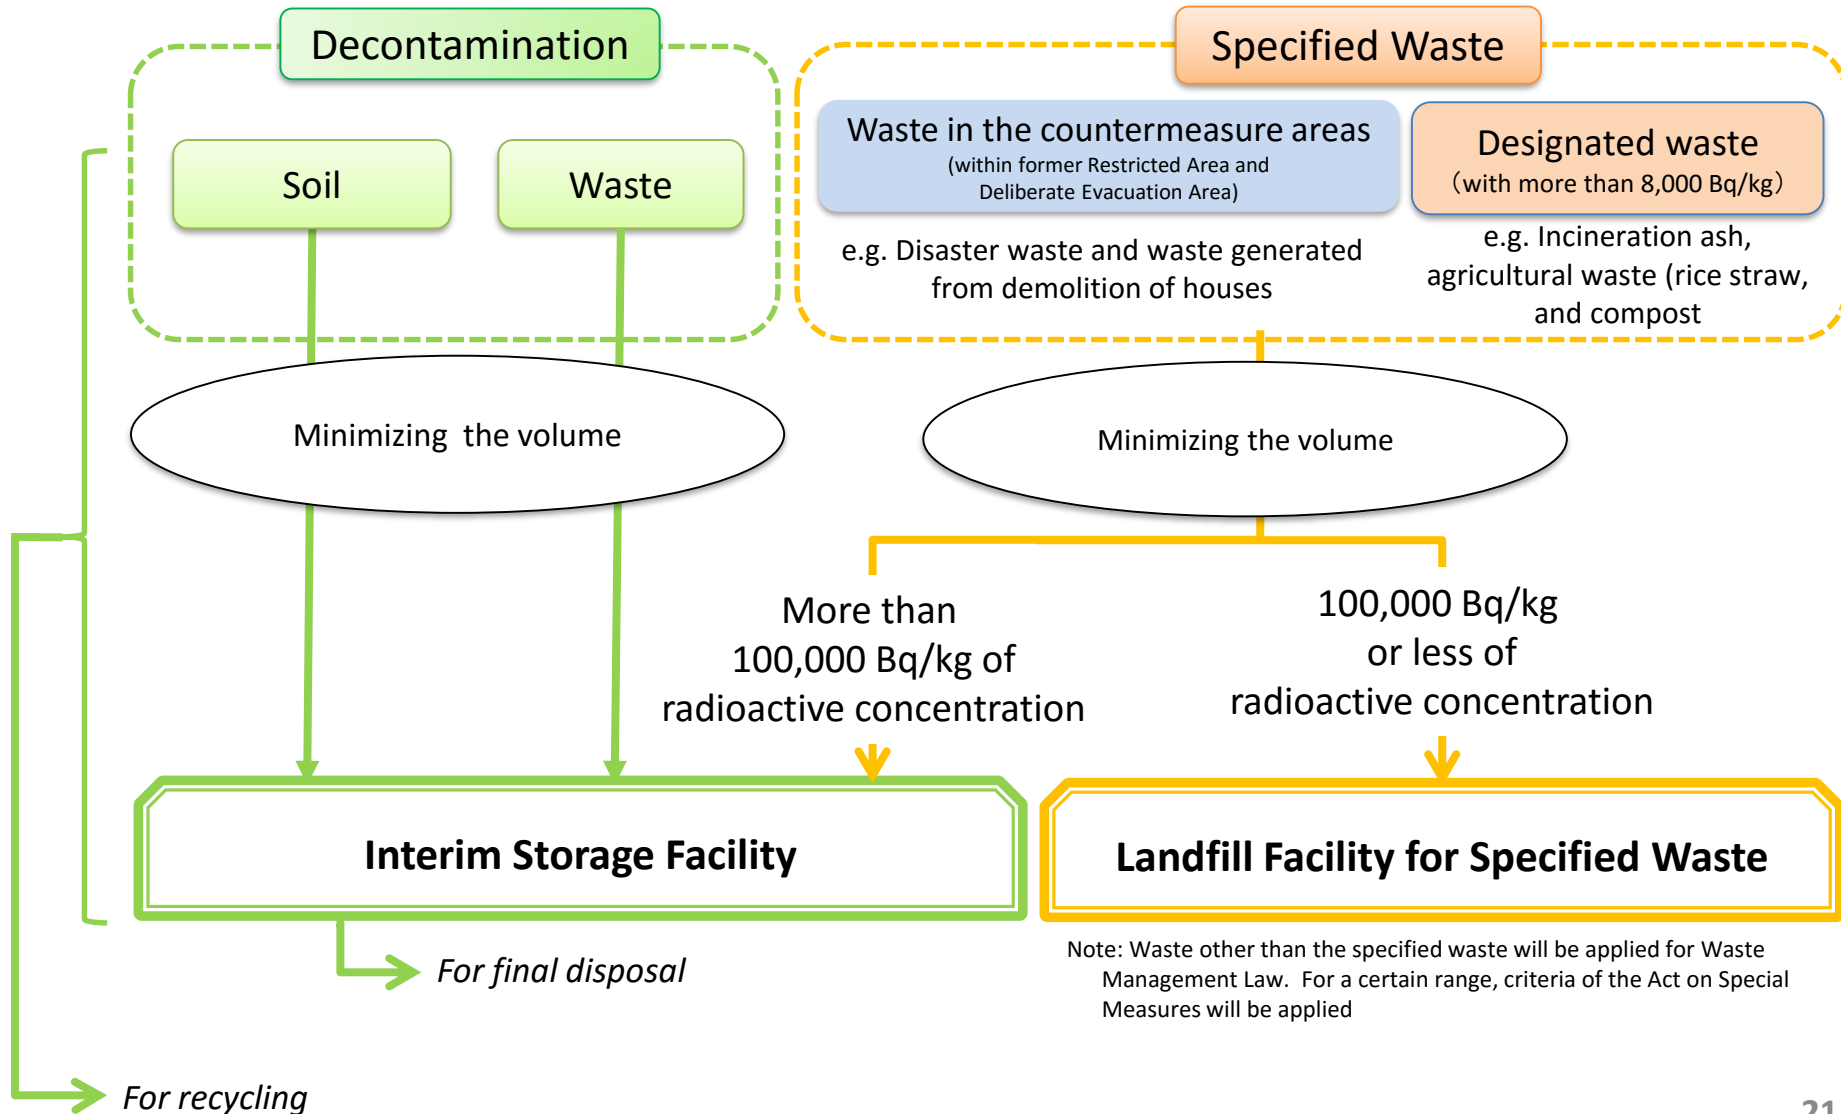 Decontamination
Specified Waste
Soil
Waste
Waste in the countermeasure areas
(within former Restricted Area and
Deliberate Evacuation Area)
Designated waste
（with more than 8,000 Bq/kg）
e.g. Disaster waste and waste generated
from demolition of houses
e.g. Incineration ash,
agricultural waste (rice straw,
and compost
Minimizing  the volume
Minimizing the volume
More than
100,000 Bq/kg of
radioactive concentration
100,000 Bq/kg
or less of
radioactive concentration
Interim Storage Facility
Landfill Facility for Specified Waste
For final disposal
Note: Waste other than the specified waste will be applied for Waste
Management Law.  For a certain range, criteria of the Act on Special
Measures will be applied
For recycling
21